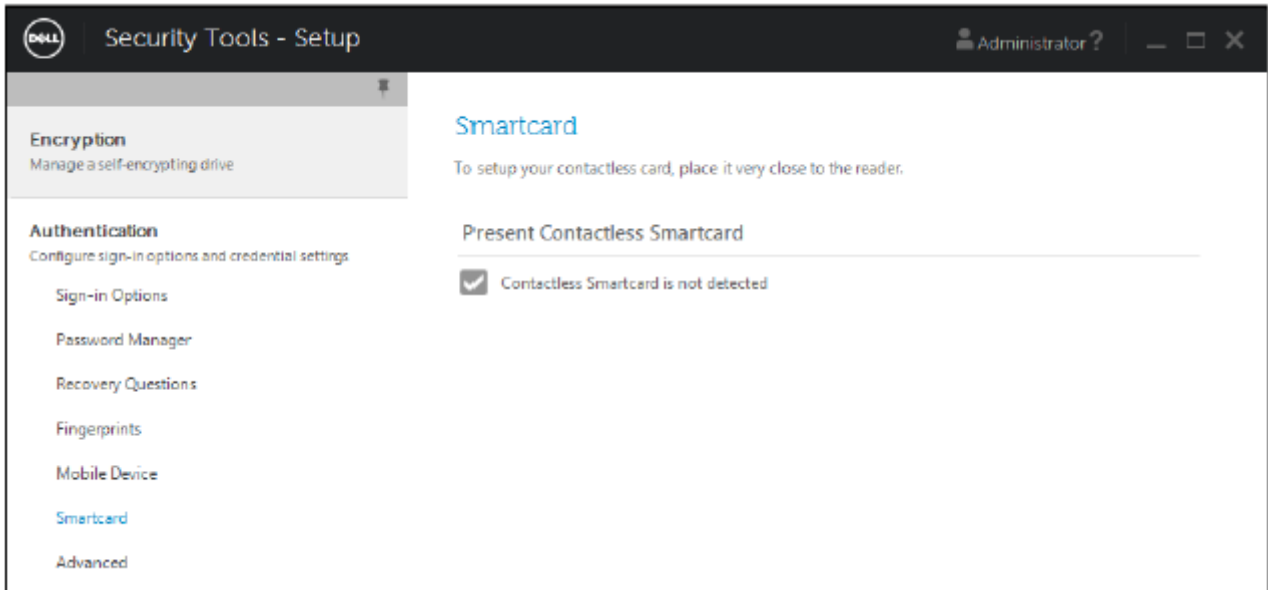 DELL
Security Tools - Setup
Administrator ?
Encryption
Manage a self-encrypting drive
Authentication
Configure sign-in options and credential settings
Sign-in Options
Password Manager
Recovery Questions
Fingerprints
Mobile Device
Smartcard
Advanced
Smartcard
To setup your contactless card, place it very close to the reader.
Present Contactless Smartcard
Contactless Smartcard is not detected